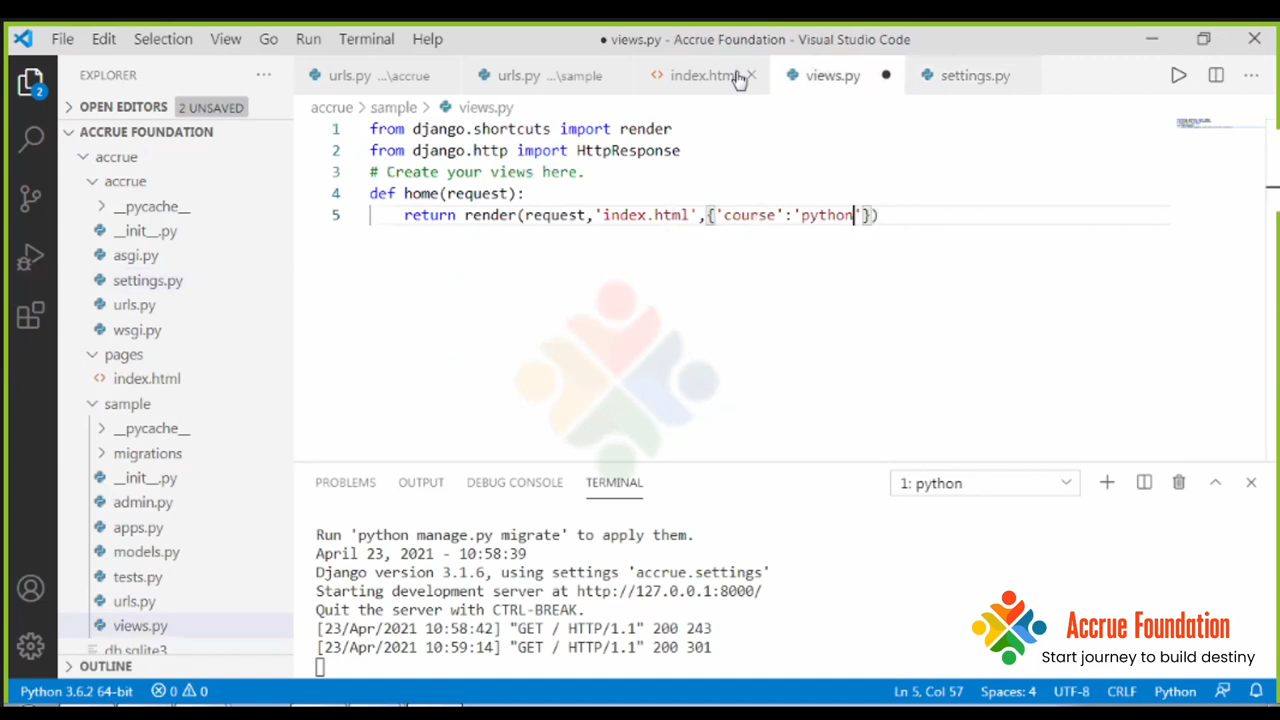 File Edit Selection View Go Run Terminal Help
● views.py - Accrue Foundation - Visual Studio Code
2
EXPLORER
OPEN EDITORS 2 UNSAVED
ACCRUE FOUNDATION
accrue
accrue
__pycache__
__init__.py
asgi.py
settings.py
urls.py
wsgi.py
pages
index.html
sample
__pycache__
migrations
__init__.py
admin.py
apps.py
models.py
tests.py
urls.py
views.py
db.sqlite3
OUTLINE
urls.py ...\accrue urls.py ...\sample index.html views.py settings.py
accrue > sample > views.py
1 from django.shortcuts import render
2 from django.http import HttpResponse
3 # Create your views here.
4 def home(request):
5 return render(request,'index.html',{'course':'python'})
PROBLEMS OUTPUT DEBUG CONSOLE TERMINAL 1: python
Run 'python manage.py migrate' to apply them.
April 23, 2021 - 10:58:39
Django version 3.1.6, using settings 'accrue.settings'
Starting development server at http://127.0.0.1:8000/
Quit the server with CTRL-BREAK.
[23/Apr/2021 10:58:42] "GET / HTTP/1.1" 200 243
[23/Apr/2021 10:59:14] "GET / HTTP/1.1" 200 301
Accrue Foundation
Start journey to build destiny
Python 3.6.2 64-bit 0 0 Ln 5, Col 57 Spaces: 4 UTF-8 CRLF Python